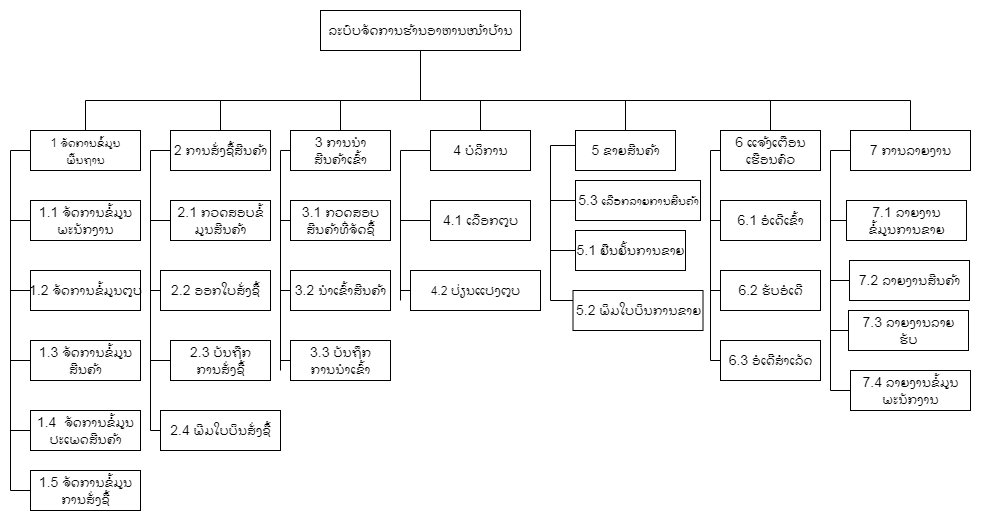 ລະບົບຈັດການຮ້ານອາຫານໜ້າບ້ານ
1 ຈັດການຂໍ້ມູນ
ພື້ນຖານ
1.1 ຈັດການຂໍ້ມູນ
ພະນັກງານ
1.2 ຈັດການຂໍ້ມູນຕູບ
1.3 ຈັດການຂໍ້ມູນ
ສິນຄ້າ
1.4 ຈັດການຂໍ້ມູນ
ປະເພດສິນຄ້າ
1.5 ຈັດການຂໍ້ມູນ
ການສັ່ງຊື້
2 ການສັ່ງຊື້ສິນຄ້າ
2.1 ກວດສອບຂໍ້
ມູນສິນຄ້າ
2.2 ອອກໃບສັ່ງຊື້
2.3 ບັນຖືກ
ການສັ່ງຊື້
2.4 ພິມໃບບິນສັ່ງຊື້
3 ການນຳ
ສິນຄ້າເຂົ້າ
3.1 ກວດສອບ
ສິນຄ້າທີ່ຈັດຊື້
3.2 ນຳເຂົ້າສິນຄ້າ
3.3 ບັນຖຶກ
ການນຳເຂົ້າ
4 ບໍລິການ
4.1 ເລືອກຕູບ
4.2 ປ່ຽນແປງຕູບ
5 ຂາຍສິນຄ້າ
5.3 ເລືອກລາຍການສິນຄ້າ
5.1 ຢືນຢັ້ນການຂາຍ
5.2 ພິມໃບບິນການຂາຍ
6 ແຈ້ງເຕືອນ
ເຮືອນຄົວ
6.1 ອໍເດີເຂົ້າ
6.2 ຮັບອໍເດີ
6.3 ອໍເດີສຳເລັດ
7 ການລາຍງານ
7.1 ລາຍງານ
ຂໍ້ມູນການຂາຍ
7.2 ລາຍງານສິນຄ້າ
7.3 ລາຍງານລາຍ
ຮັບ
7.4 ລາຍງານຂໍ້ມູນ
ພະນັກງານ